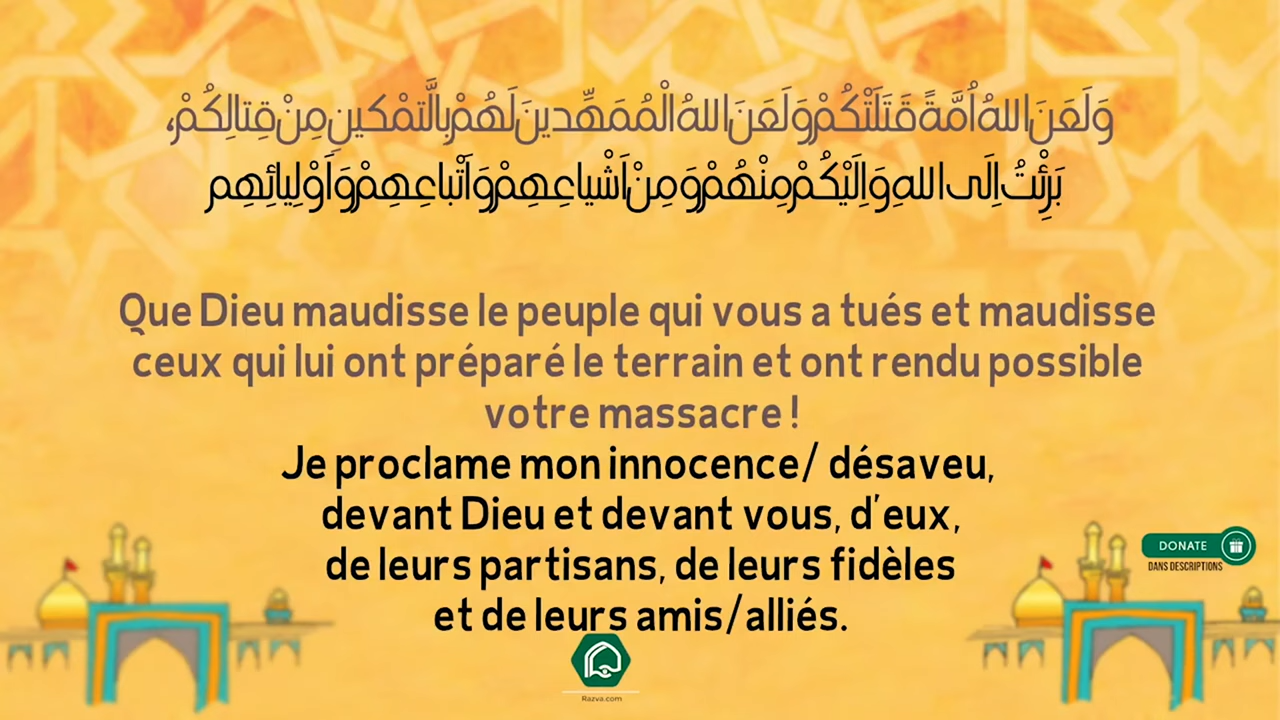 وَلَعَنَ اللهُ اُمَّةً قَتَلَتْكُمْ وَلَعَنَ اللهُ الْمُمَهِّدينَ لَهُمْ بِالَّتمْكينِ مِنْ قِتالِكُمْ،
بَرِئْتُ اِلَى اللهِ وَاِلَيْكُمْ مِنْهُمْ وَ مِنْ اَشْياعِهِمْ وَ اَتْباعِهِمْ وَ اَوْلِيائِهِم
Que Dieu maudisse le peuple qui vous a tués et maudisse
ceux qui lui ont préparé le terrain et ont rendu possible
votre massacre !
Je proclame mon innocence/ désaveu,
devant Dieu et devant vous, d'eux,
de leurs partisans, de leurs fidèles
et de leurs amis/alliés.
DONATE
DANS DESCRIPTIONS
Razva.com